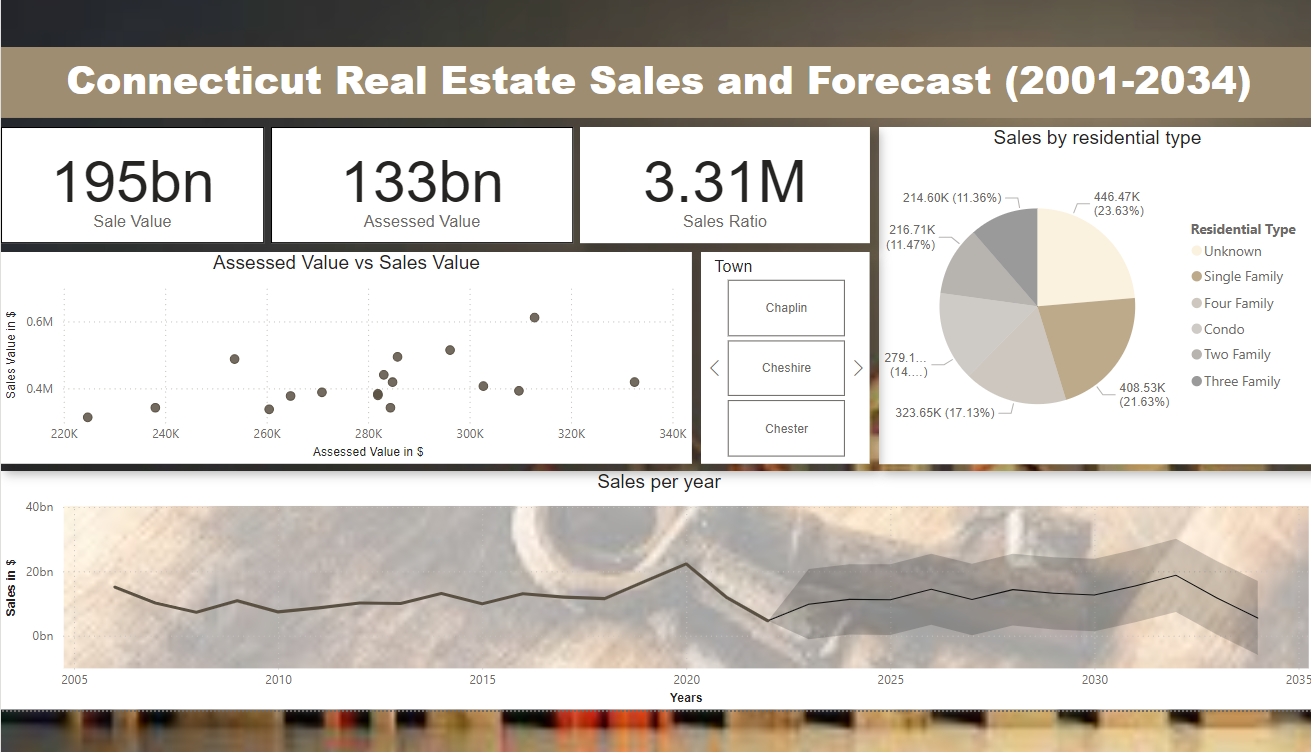 Connecticut Real Estate Sales and Forecast (2001-2034)
195bn
Sale Value
133bn
Assessed Value
3.31M
Sales Ratio
Sales by residential type
214.60K (11.36%)
446.47K
(23.63%)
216.71K
(11.47%)
279.1...
(14....)
323.65K (17.13%)
408.53K
(21.63%)
Residential Type
Unknown
Single Family
Four Family
Condo
Two Family
Three Family
Assessed Value vs Sales Value
Sales Value in $
0.6M
0.4M
220K 240K 260K 280K 300K 320K 340K
Assessed Value in $
Town
Chaplin
Cheshire
Chester
Sales per year
Sales in $
40bn
20bn
0bn
2005 2010 2015 2020 2025 2030 2035
Years